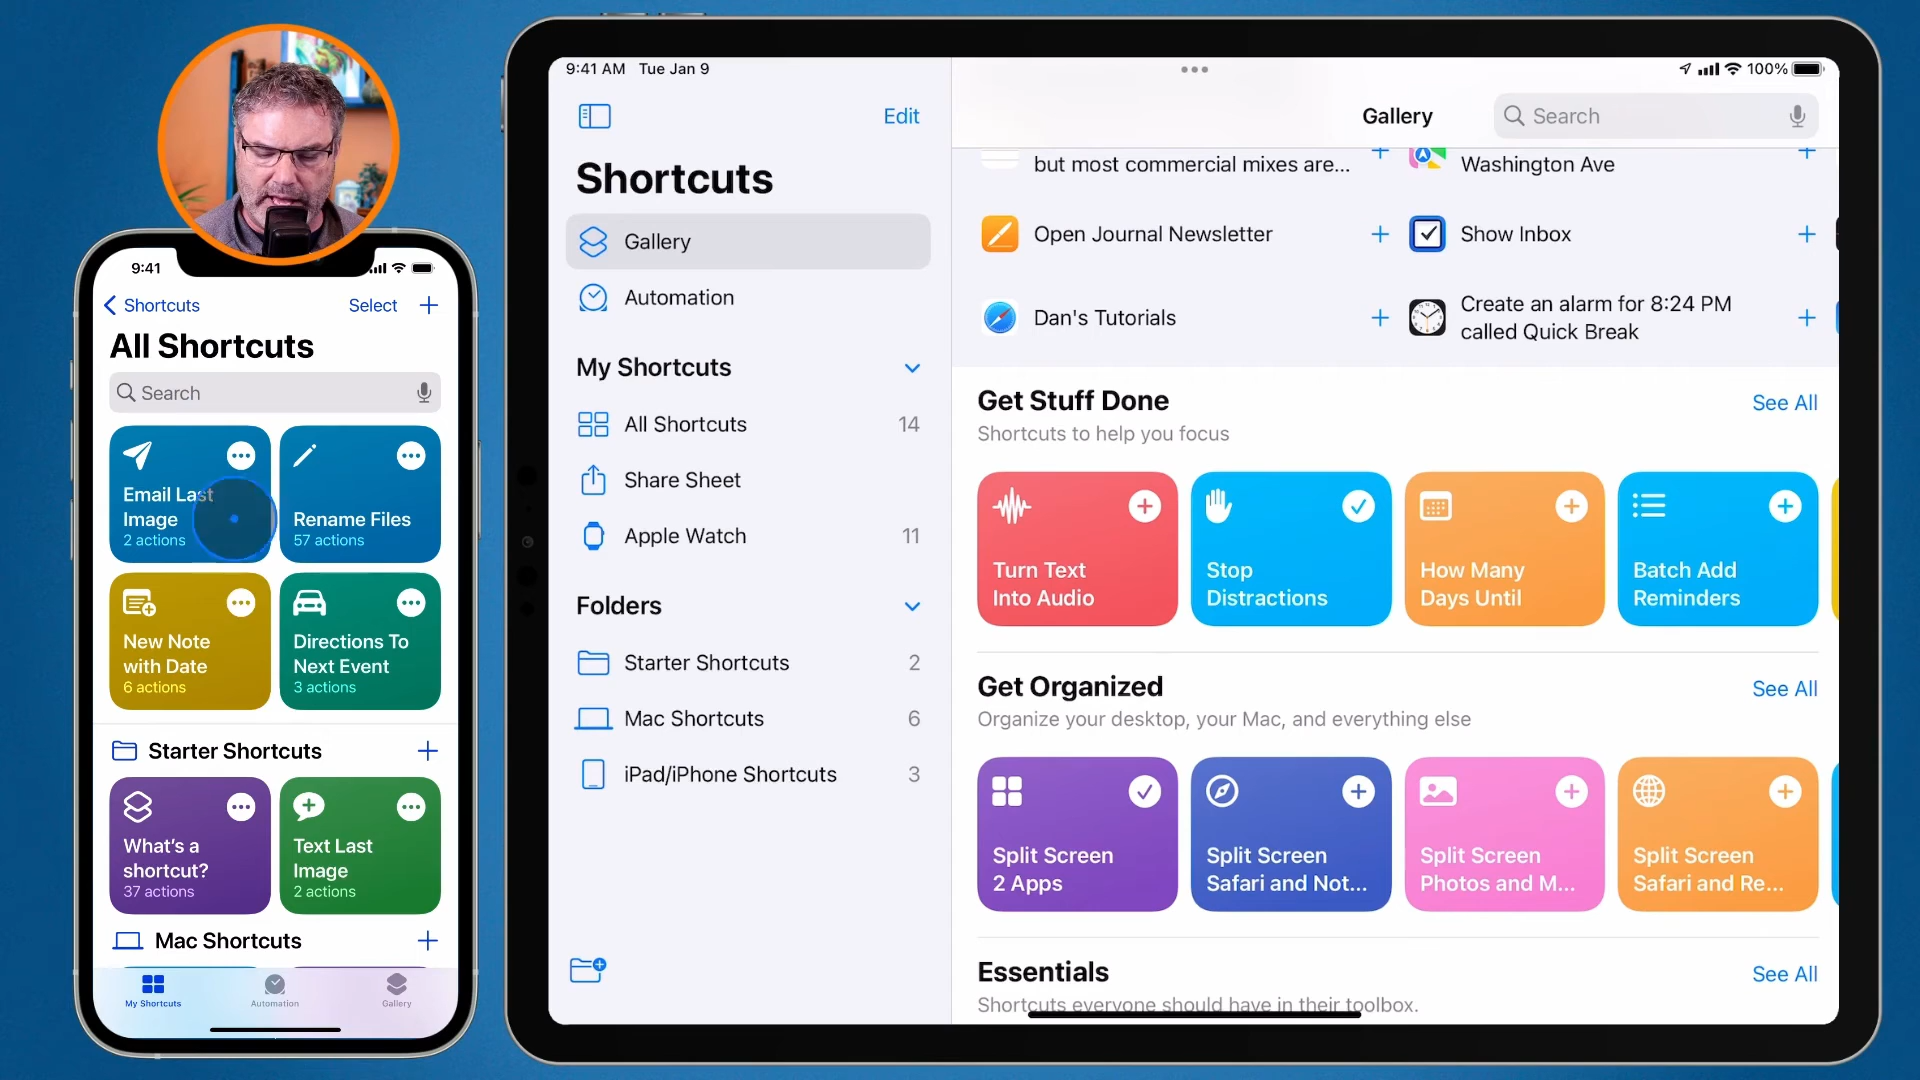 9:41
Shortcuts
Select
All Shortcuts
Search
Email Last
Image
2 actions
Rename Files
57 actions
New Note
with Date
6 actions
Directions To
Next Event
3 actions
Starter Shortcuts
What's a
shortcut?
37 actions
Text Last
Image
2 actions
Mac Shortcuts
My Shortcuts
Automation
Gallery
9:41 AM Tue Jan 9
100%
Edit
Shortcuts
Gallery
Automation
My Shortcuts
All Shortcuts 14
Share Sheet
Apple Watch 11
Folders
Starter Shortcuts 2
Mac Shortcuts 6
iPad/iPhone Shortcuts 3
Gallery
Search
but most commercial mixes are...
Washington Ave
Open Journal Newsletter
Show Inbox
Dan's Tutorials
Create an alarm for 8:24 PM
called Quick Break
Get Stuff Done
See All
Shortcuts to help you focus
Turn Text
Into Audio
Stop
Distractions
How Many
Days Until
Batch Add
Reminders
Get Organized
See All
Organize your desktop, your Mac, and everything else
Split Screen
2 Apps
Split Screen
Safari and Not...
Split Screen
Photos and M...
Split Screen
Safari and Re...
Essentials
See All
Shortcuts everyone should have in their toolbox.